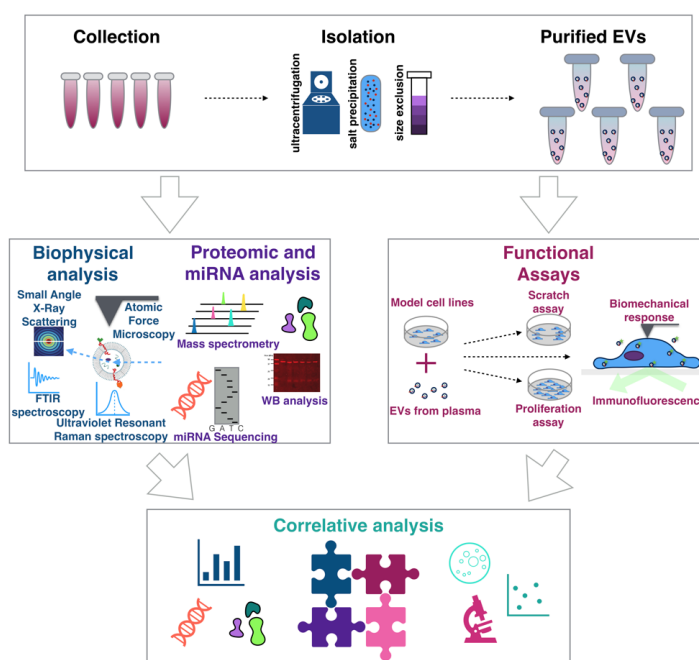 Collection
Isolation
Purified EVs
ultracentrifugation
salt precipitation
size exclusion
Biophysical
analysis
Small Angle
X-Ray
Scattering
Atomic
Force
Microscopy
FTIR
spectroscopy
Ultraviolet Resonant
Raman spectroscopy
Proteomic and
miRNA analysis
Mass spectrometry
WB analysis
G A T C
miRNA Sequencing
Functional
Assays
Model cell lines
EVs from plasma
Scratch
assay
Proliferation
assay
Biomechanical
response
Immunofluorescenc
Correlative analysis